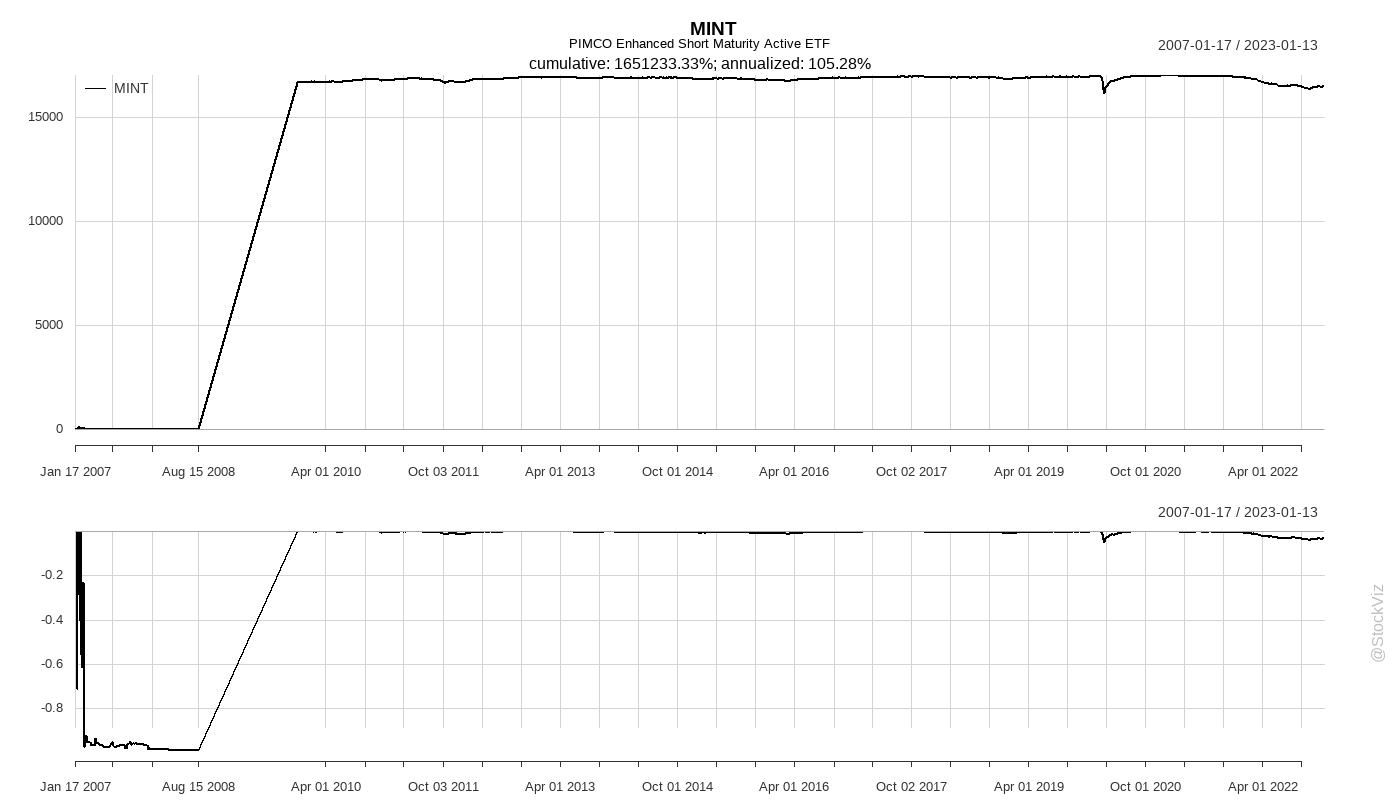 MINT
PIMCO Enhanced Short Maturity Active ETF
2007-01-17 / 2023-01-13
cumulative: 1651233.33%; annualized: 105.28%
MINT
15000
10000
5000
0
Jan 17 2007 Aug 15 2008 Apr 01 2010 Oct 03 2011 Apr 01 2013 Oct 01 2014 Apr 01 2016 Oct 02 2017 Apr 01 2019 Oct 01 2020 Apr 01 2022
2007-01-17 / 2023-01-13
-0.2
-0.4
-0.6
-0.8
Jan 17 2007 Aug 15 2008 Apr 01 2010 Oct 03 2011 Apr 01 2013 Oct 01 2014 Apr 01 2016 Oct 02 2017 Apr 01 2019 Oct 01 2020 Apr 01 2022
@StockViz